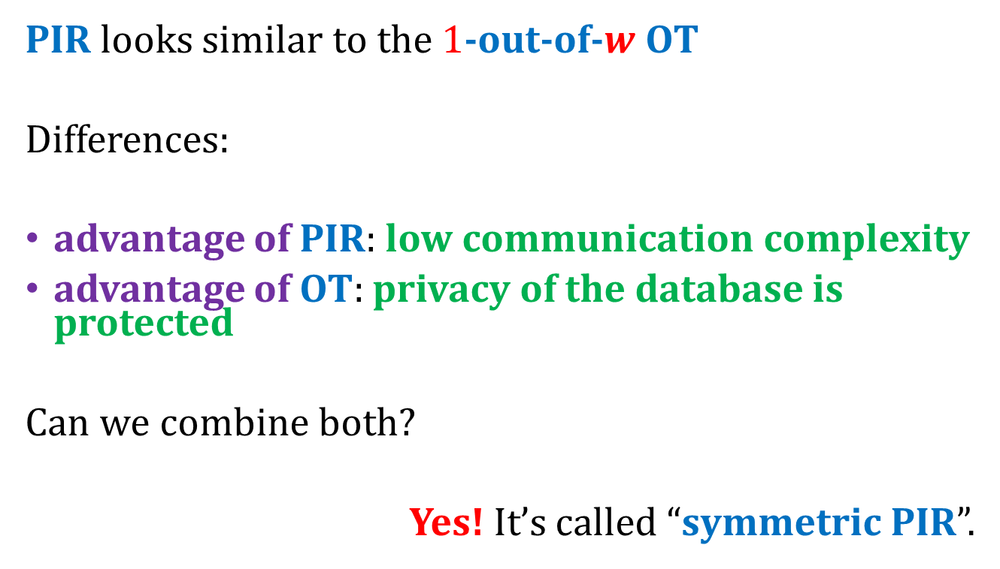 PIR looks similar to the 1-out-of-w OT
Differences:
• advantage of PIR: low communication complexity
• advantage of OT: privacy of the database is
protected
Can we combine both?
Yes! It’s called “symmetric PIR”.